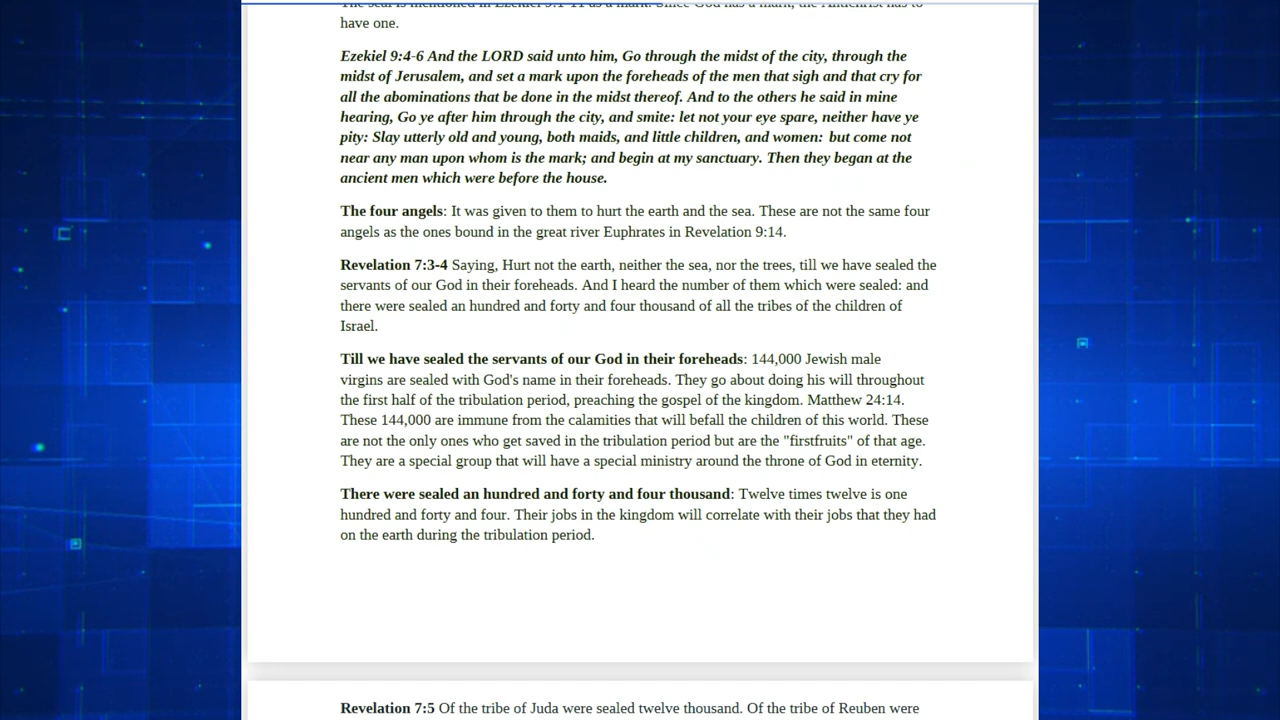 The seal is mentioned in Ezekiel 9:1-11 as a mark. Since God has a mark, the Antichrist has to
have one.
Ezekiel 9:4-6 And the LORD said unto him, Go through the midst of the city, through the
midst of Jerusalem, and set a mark upon the foreheads of the men that sigh and that cry for
all the abominations that be done in the midst thereof. And to the others he said in mine
hearing, Go ye after him through the city, and smite: let not your eye spare, neither have ye
pity: Slay utterly old and young, both maids, and little children, and women: but come not
near any man upon whom is the mark; and begin at my sanctuary. Then they began at the
ancient men which were before the house.
The four angels: It was given to them to hurt the earth and the sea. These are not the same four
angels as the ones bound in the great river Euphrates in Revelation 9:14.
Revelation 7:3-4 Saying, Hurt not the earth, neither the sea, nor the trees, till we have sealed the
servants of our God in their foreheads. And I heard the number of them which were sealed: and
there were sealed an hundred and forty and four thousand of all the tribes of the children of
Israel.
Till we have sealed the servants of our God in their foreheads: 144,000 Jewish male
virgins are sealed with God's name in their foreheads. They go about doing his will throughout
the first half of the tribulation period, preaching the gospel of the kingdom. Matthew 24:14.
These 144,000 are immune from the calamities that will befall the children of this world. These
are not the only ones who get saved in the tribulation period but are the "firstfruits" of that age.
They are a special group that will have a special ministry around the throne of God in eternity.
There were sealed an hundred and forty and four thousand: Twelve times twelve is one
hundred and forty and four. Their jobs in the kingdom will correlate with their jobs that they had
on the earth during the tribulation period.
Revelation 7:5 Of the tribe of Juda were sealed twelve thousand. Of the tribe of Reuben were